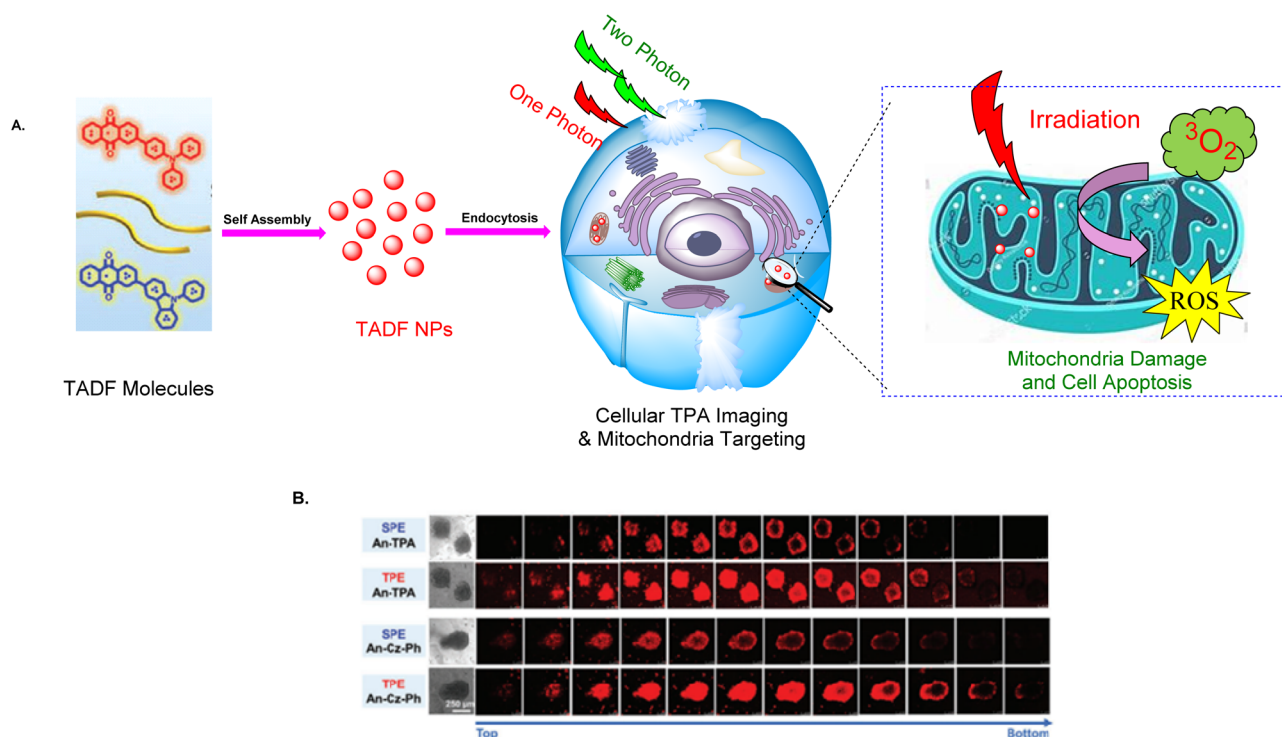 A.
Two Photon
One Photon
Self Assembly
Endocytosis
TADF NPs
TADF Molecules
Cellular TPA Imaging
& Mitochondria Targeting
Irradiation
³O₂
ROS
Mitochondria Damage
and Cell Apoptosis
B.
SPE
An-TPA
TPE
An-TPA
SPE
An-Cz-Ph
TPE
An-Cz-Ph
250 μm
Top
Bottom